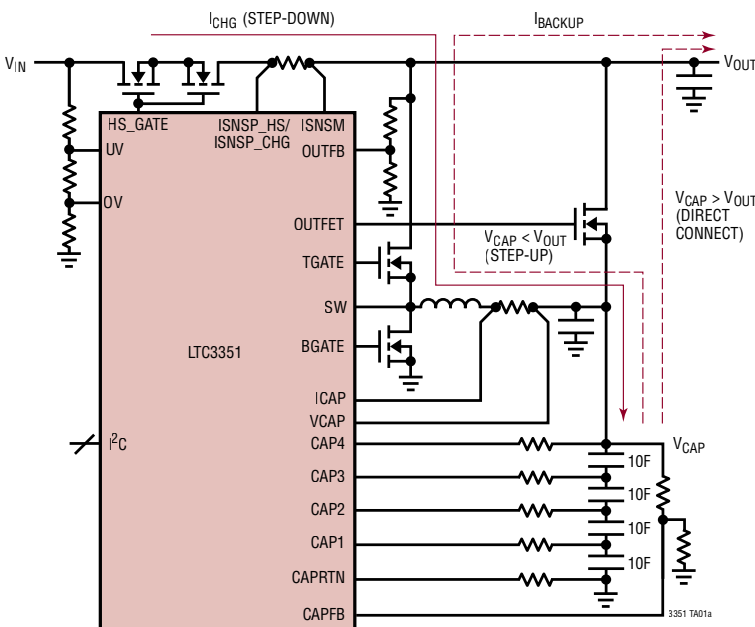 ICHG (STEP-DOWN)
IBACKUP
VIN
VOUT
HS_GATE
ISNSP_HS/
ISNSP_CHG
ISNSM
UV
OUTFB
OV
VCAP > VOUT
(DIRECT
CONNECT)
OUTFET
VCAP < VOUT
(STEP-UP)
TGATE
SW
BGATE
LTC3351
ICAP
VCAP
I2C
CAP4
VCAP
10F
CAP3
10F
CAP2
10F
CAP1
10F
CAPRTN
CAPFB
3351 TA01a